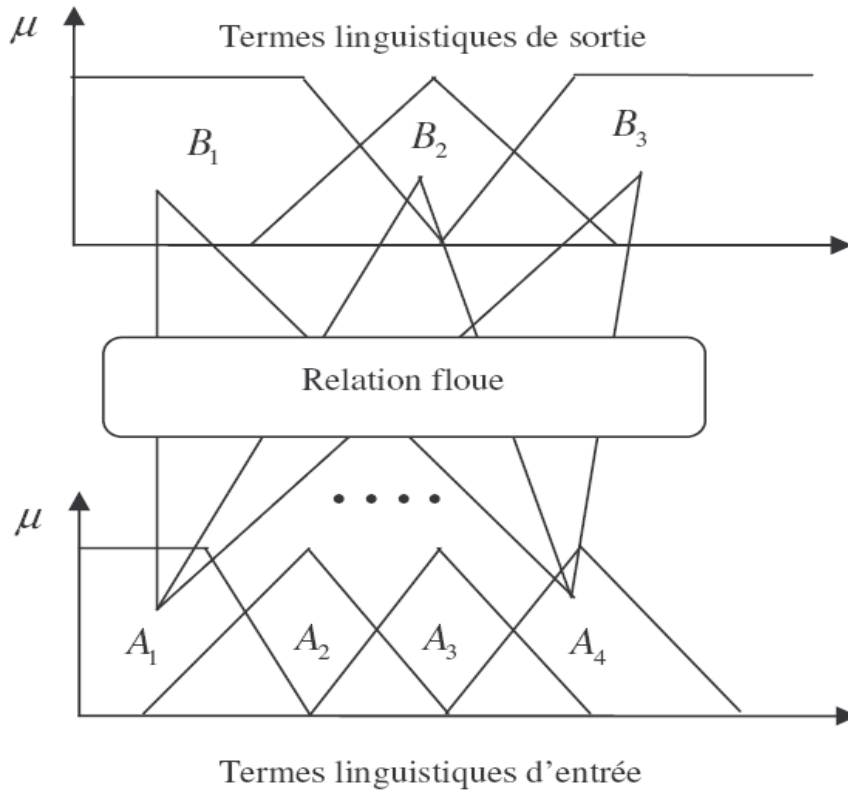 μ
Termes linguistiques de sortie
B₁
B₂
B₃
Relation floue
μ
A₁
A₂
A₃
A₄
Termes linguistiques d’entrée